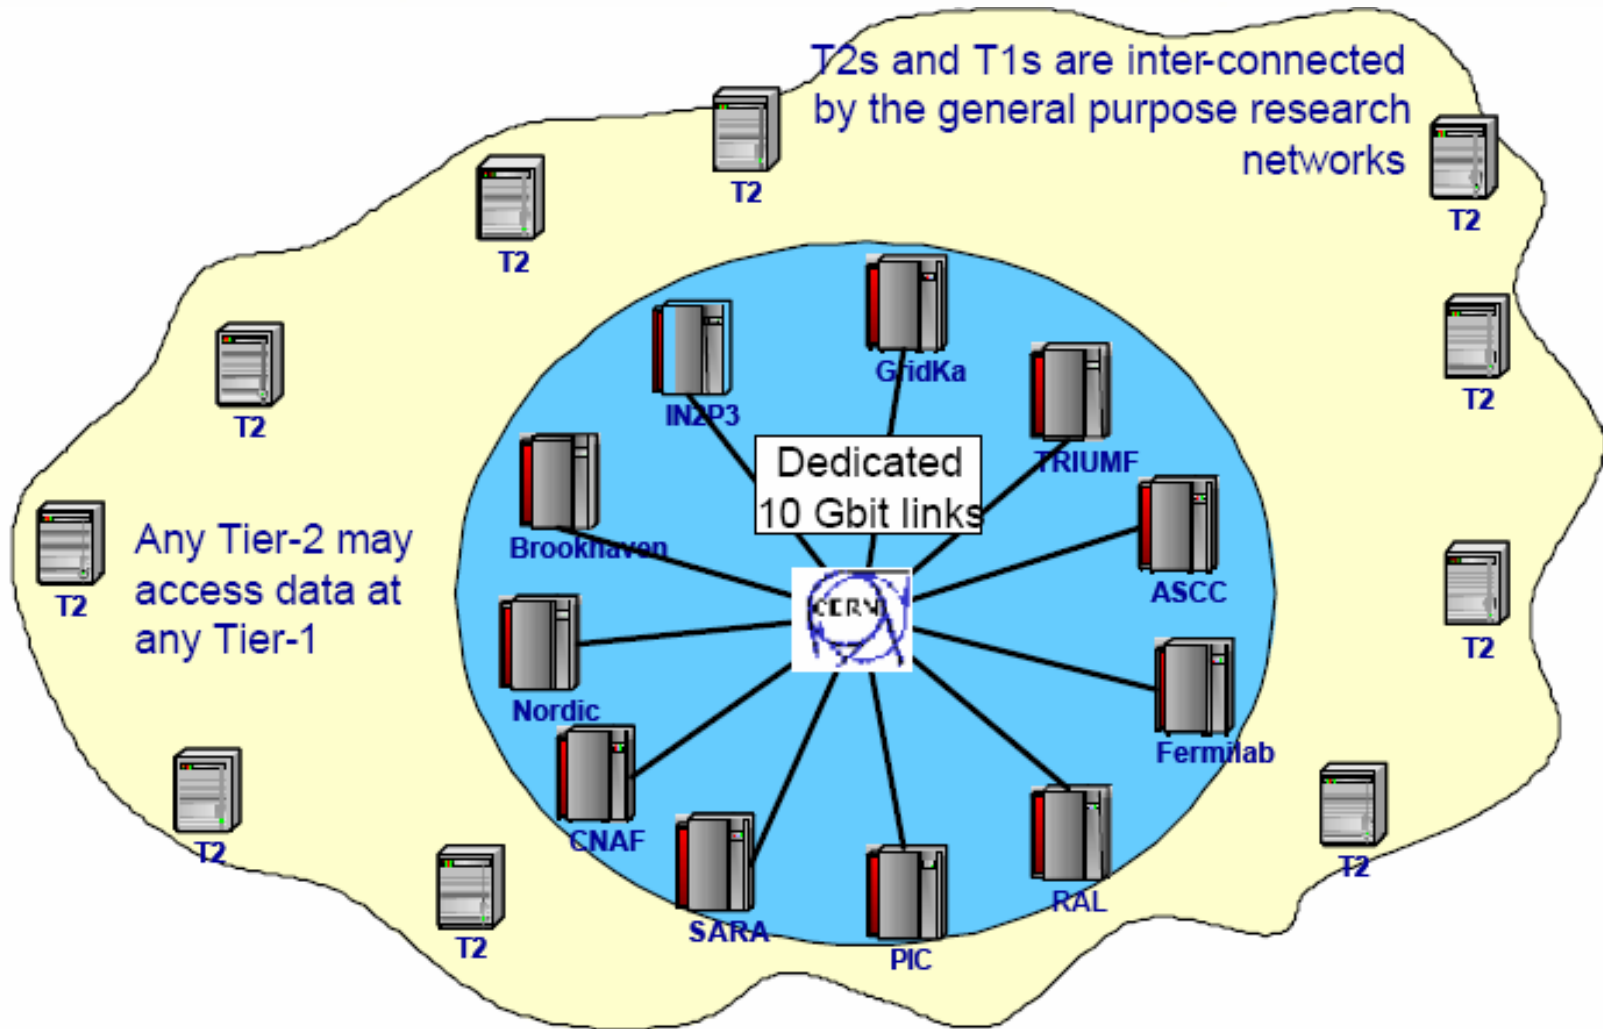 T2s and T1s are inter-connected
by the general purpose research
networks
T2
T2
T2
T2
GridKa
IN2P3
TRIUMF
T2
T2
Dedicated
10 Gbit links
Any Tier-2 may
access data at
any Tier-1
T2
Brookhaven
ASCC
CERN
T2
Nordic
Fermilab
CNAF
T2
T2
RAL
SARA
PIC
T2